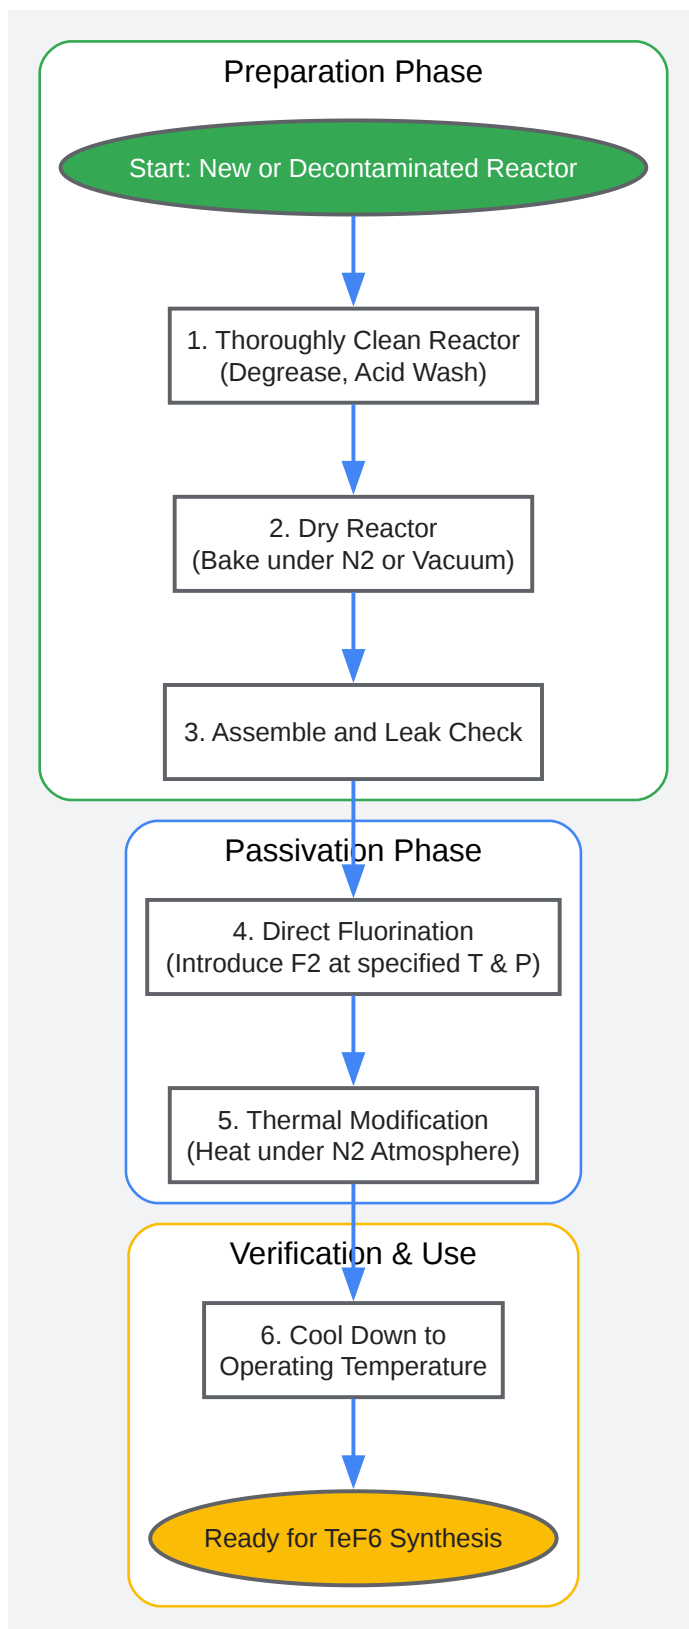 Preparation Phase
Start: New or Decontaminated Reactor
1. Thoroughly Clean Reactor
(Degrease, Acid Wash)
2. Dry Reactor
(Bake under N2 or Vacuum)
3. Assemble and Leak Check
Passivation Phase
4. Direct Fluorination
(Introduce F2 at specified T & P)
5. Thermal Modification
(Heat under N2 Atmosphere)
Verification & Use
6. Cool Down to
Operating Temperature
Ready for TeF6 Synthesis